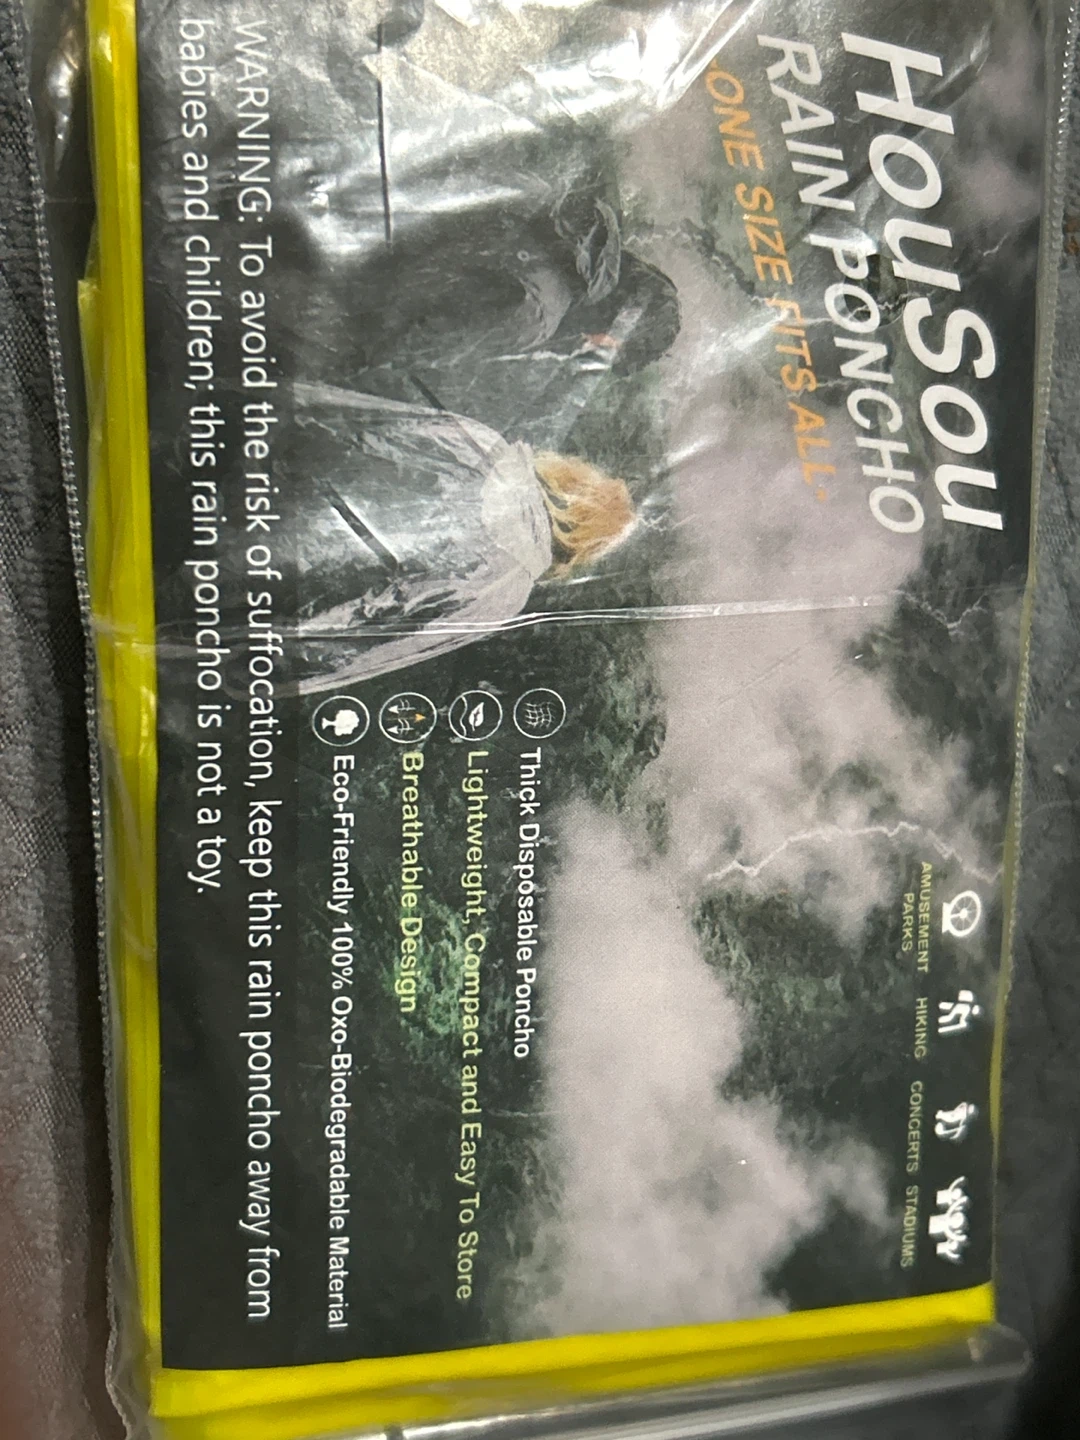 HouSou
RAIN PONCHO
.ONE SIZE FITS ALL.
AMUSEMENT
PARKS
HIKING
CONCERTS
STADIUMS
Thick Disposable Poncho
Lightweight, Compact and Easy To Store
Breathable Design
Eco-Friendly 100% Oxo-Biodegradable Material
WARNING: To avoid the risk of suffocation, keep this rain poncho away from
babies and children; this rain poncho is not a toy.